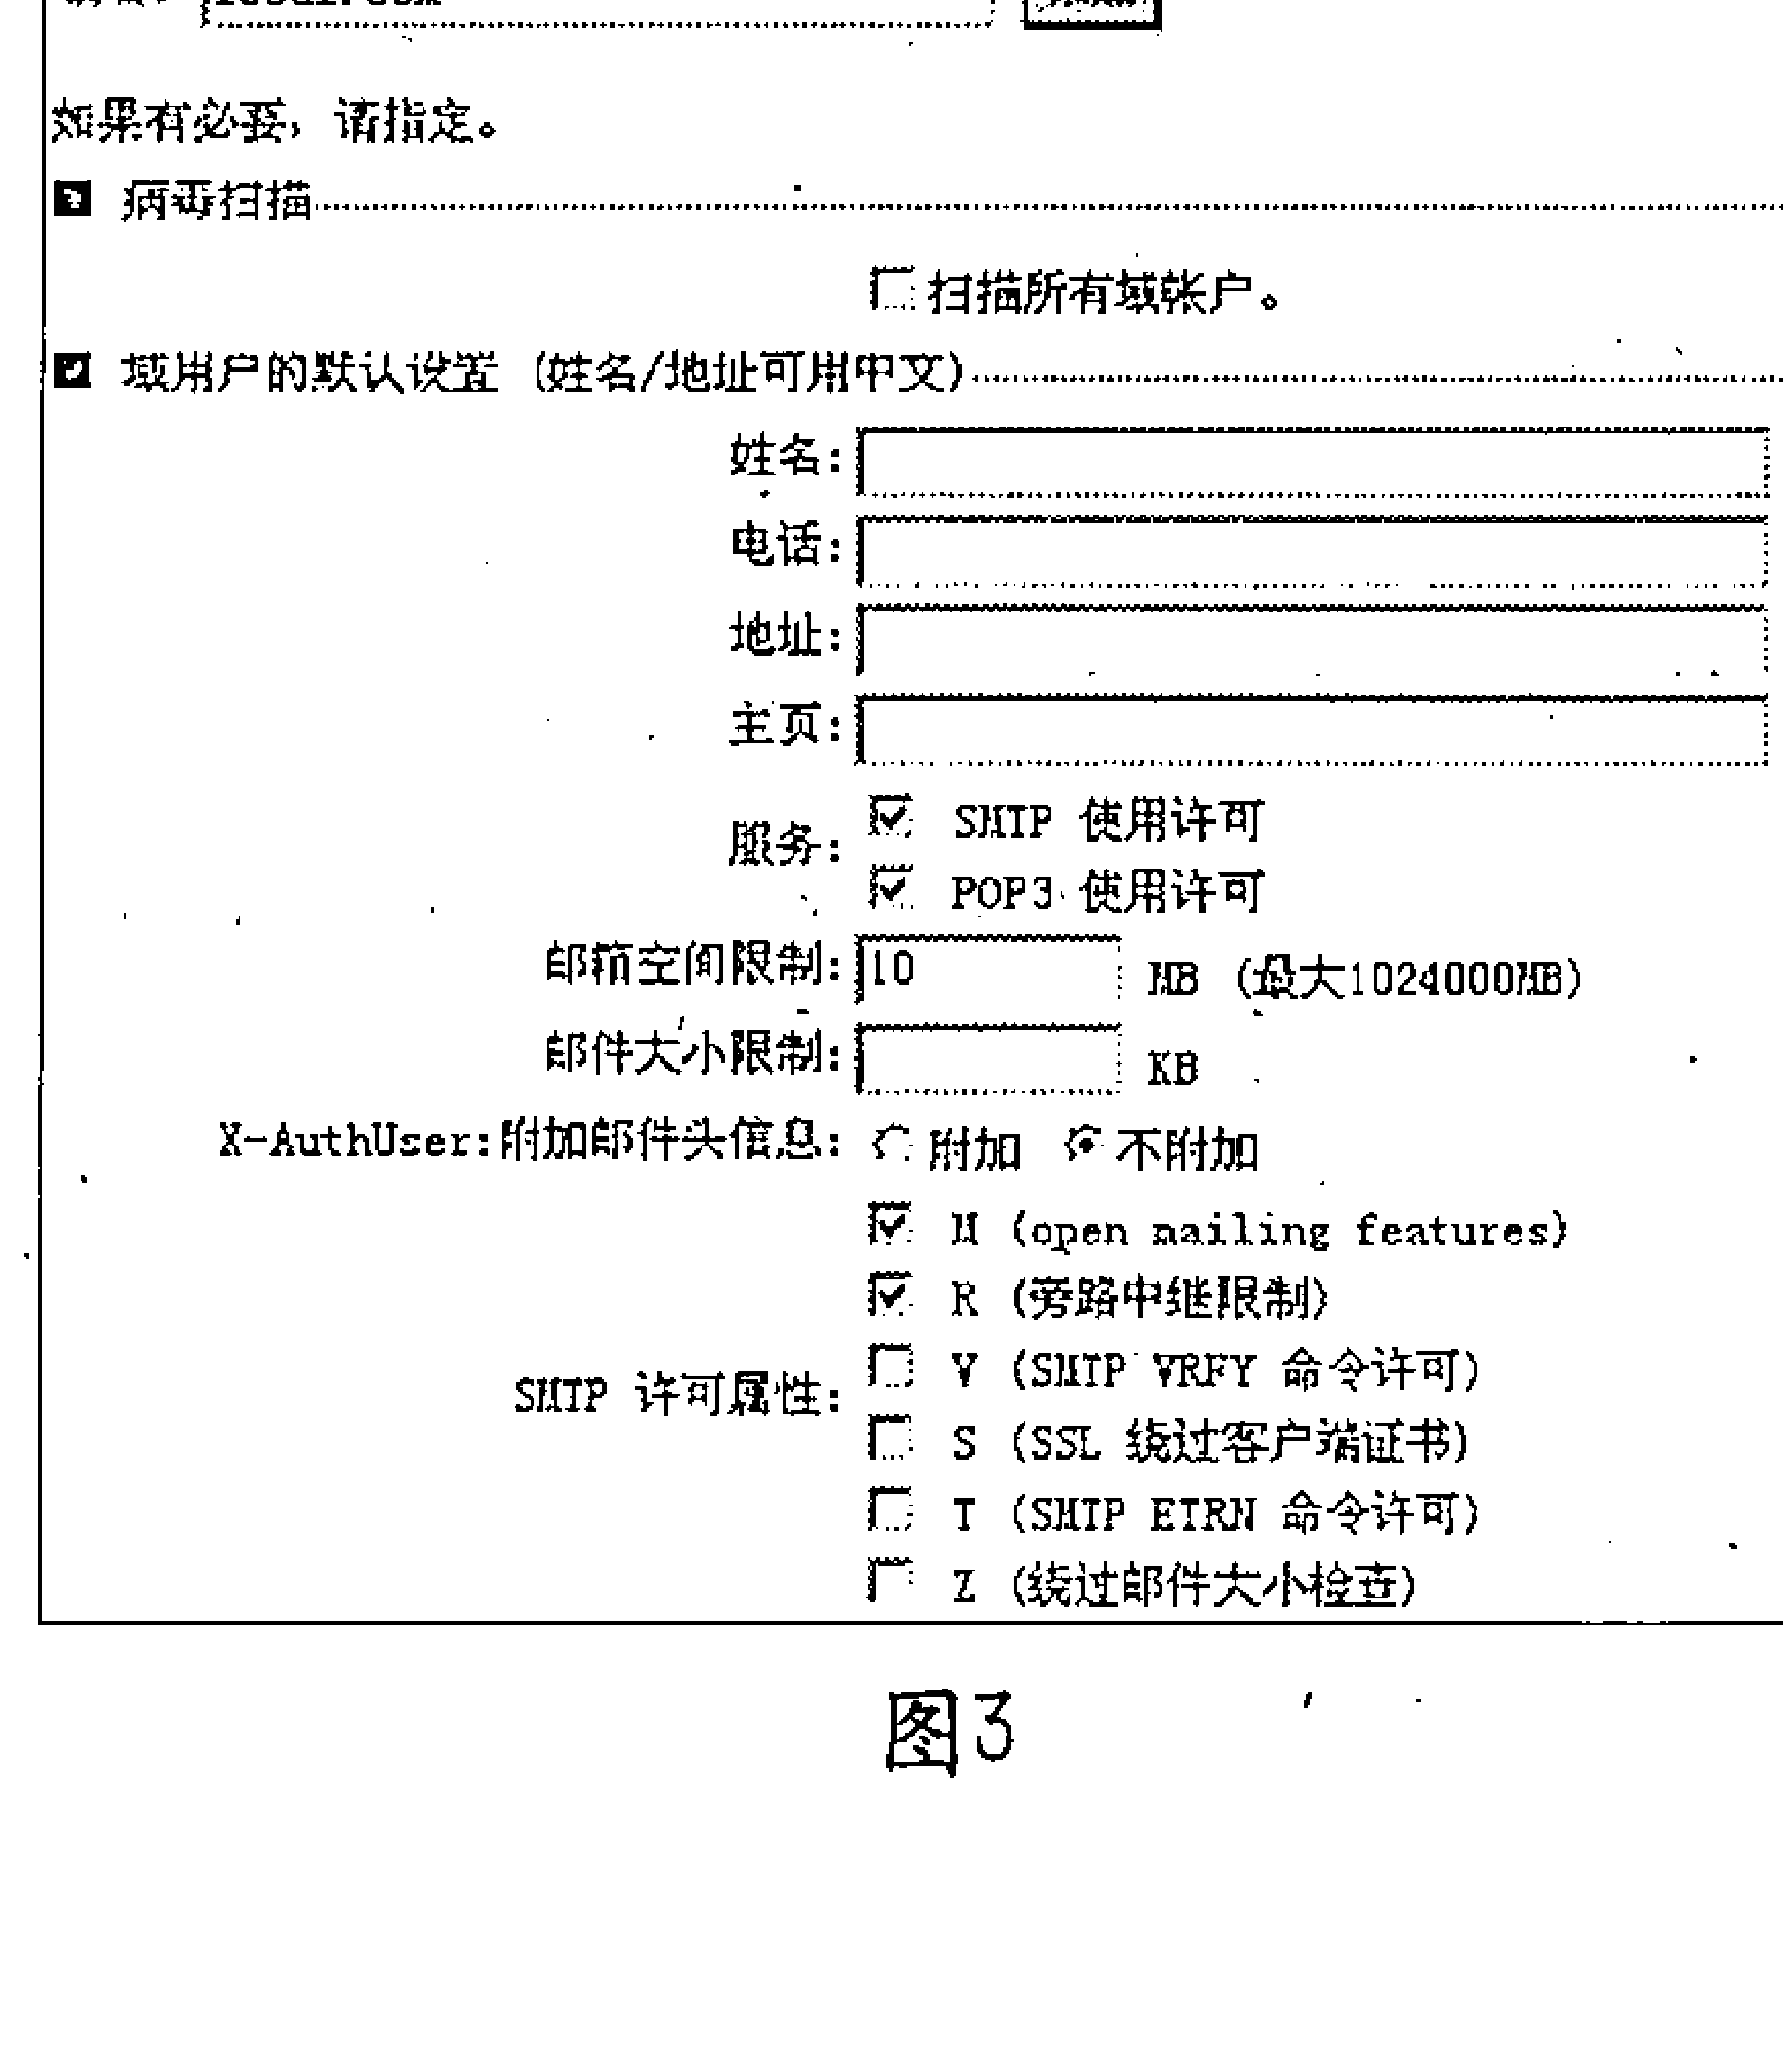 如果有必要，请指定。
病毒扫描
扫描所有域帐户。
域用户的默认设置 (姓名/地址可用中文)
姓名:
电话:
地址:
主页:
服务:
SMTP 使用许可
POP3 使用许可
邮箱空间限制: 10 MB (最大1024000MB)
邮件大小限制: KB
X-AuthUser:附加邮件头信息: 附加 不附加
SMTP 许可属性:
M (open mailing features)
R (旁路中继限制)
V (SMTP VRFY 命令许可)
S (SSL 绕过客户端证书)
T (SMTP ETRN 命令许可)
Z (绕过邮件大小检查)
图3